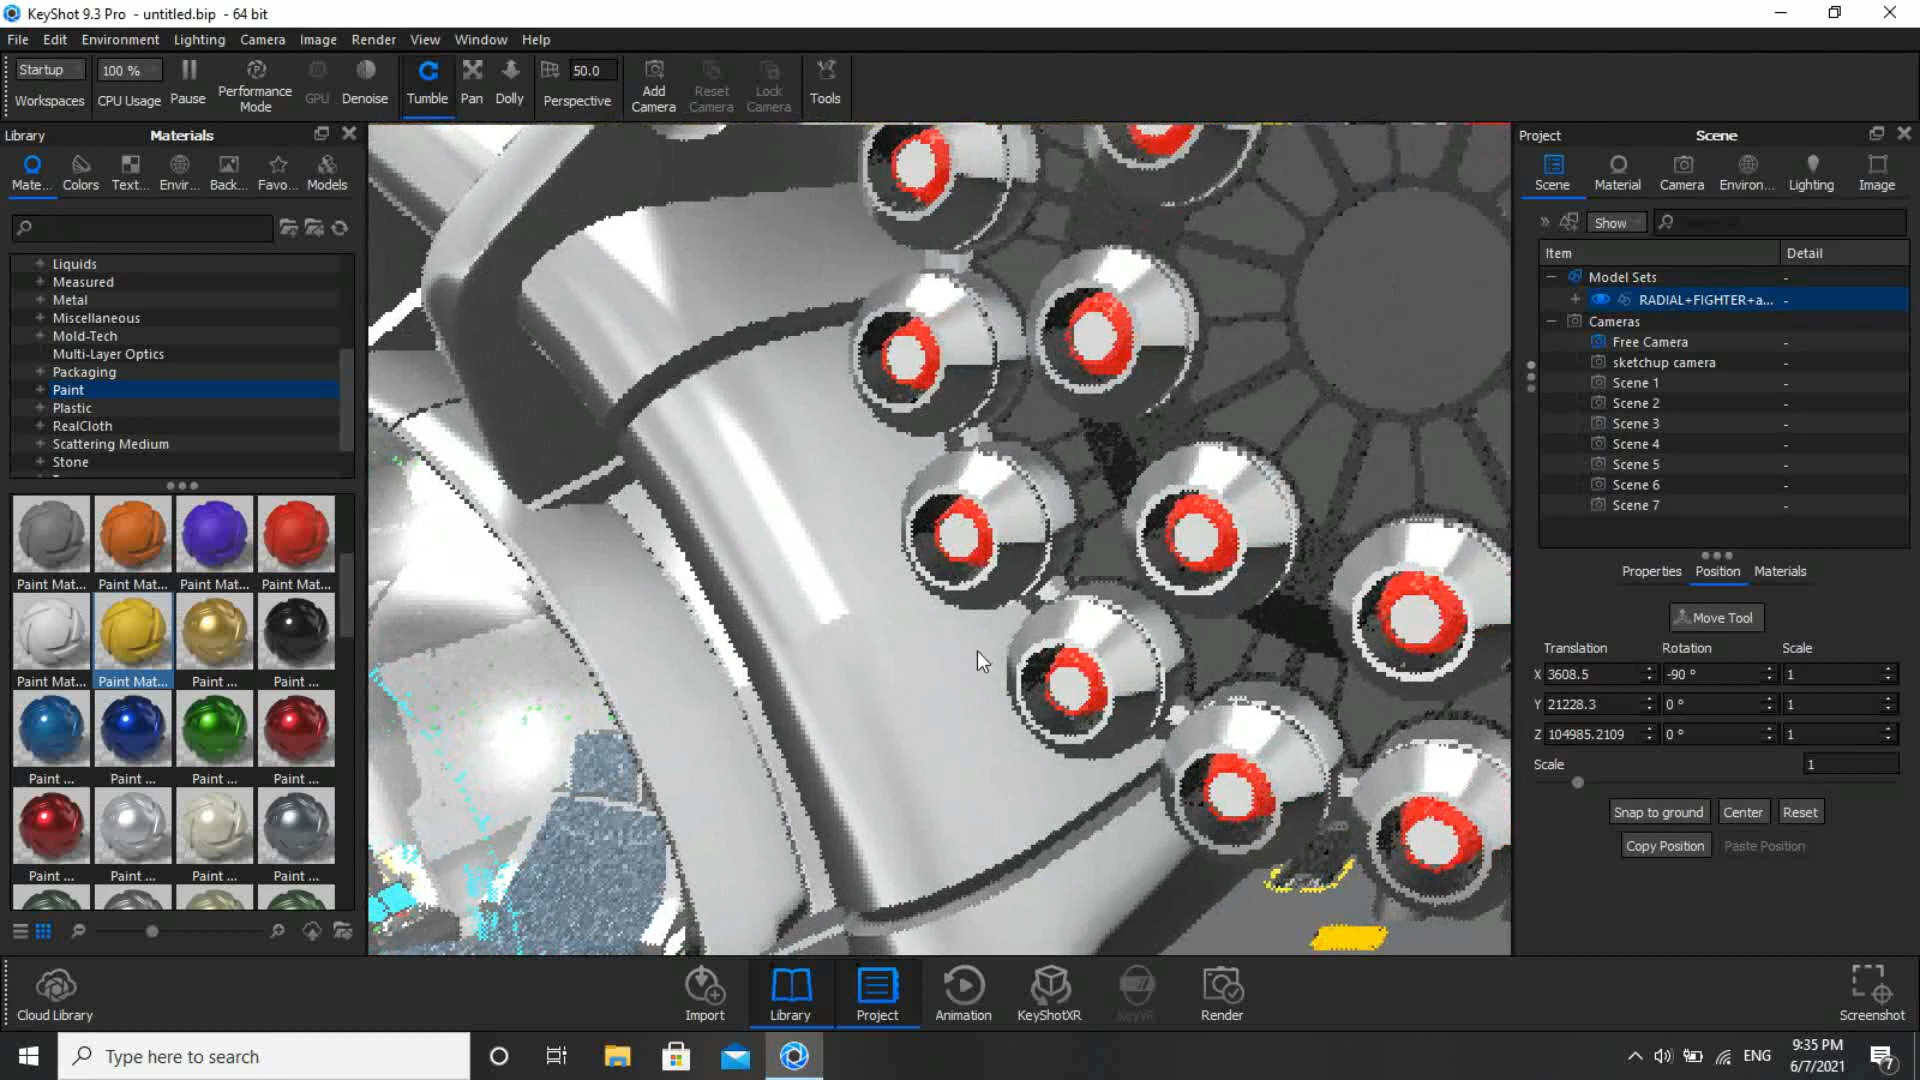 KeyShot 9.3 Pro - untitled.bip - 64 bit
File Edit Environment Lighting Camera Image Render View Window Help
Startup 100 % 50.0
Workspaces CPU Usage Pause Performance Mode GPU Denoise Tumble Pan Dolly Perspective Add Camera Reset Camera Lock Camera Tools
Library Materials
Mate... Colors Text... Envir... Back... Favo... Models
Liquids
Measured
Metal
Miscellaneous
Mold-Tech
Multi-Layer Optics
Packaging
Paint
Plastic
RealCloth
Scattering Medium
Stone
Paint Mat... Paint Mat... Paint Mat... Paint Mat...
Paint Mat... Paint Mat... Paint ... Paint ...
Paint ... Paint ... Paint ... Paint ...
Paint ... Paint ... Paint ... Paint ...
Project Scene
Scene Material Camera Environ... Lighting Image
Show
Item Detail
Model Sets -
RADIAL+FIGHTER+a... -
Cameras
Free Camera -
sketchup camera -
Scene 1 -
Scene 2 -
Scene 3 -
Scene 4 -
Scene 5 -
Scene 6 -
Scene 7 -
Properties Position Materials
Move Tool
Translation Rotation Scale
X 3608.5 -90 ° 1
Y 21228.3 0 ° 1
Z 104985.2109 0 ° 1
Scale 1
Snap to ground Center Reset
Copy Position Paste Position
Cloud Library Import Library Project Animation KeyShotXR KeyVR Render Screenshot
Type here to search
ENG
9:35 PM
6/7/2021
7